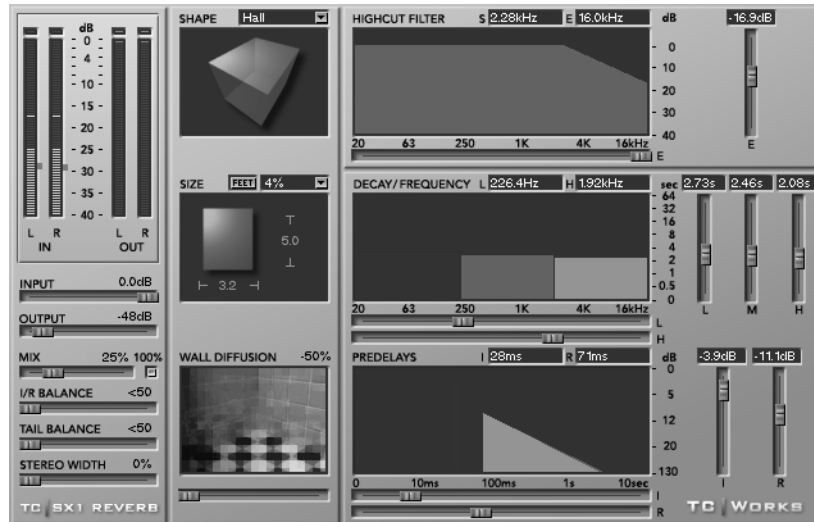 dB
- 0 -
- 4 -
- 10 -
- 15 -
- 20 -
- 25 -
- 30 -
- 35 -
- 40 -
L R L R
IN OUT
INPUT 0.0dB
OUTPUT -48dB
MIX 25% 100%
I/R BALANCE <50
TAIL BALANCE <50
STEREO WIDTH 0%
TC SX1 REVERB
SHAPE Hall
SIZE FEET 4%
5.0
3.2
WALL DIFFUSION -50%
HIGHCUT FILTER S 2.28kHz E 16.0kHz dB -16.9dB
0
10
20
30
40
20 63 250 1K 4K 16kHz
E E
DECAY/FREQUENCY L 226.4Hz H 1.92kHz sec 2.73s 2.46s 2.08s
64
32
16
8
4
2
1
0.5
0
20 63 250 1K 4K 16kHz
L M H
L
H
PREDELAYS I 28ms R 71ms dB -3.9dB -11.1dB
0
5
12
20
-130
0 10ms 100ms 1s 10sec
I R
I
R
TC WORKS